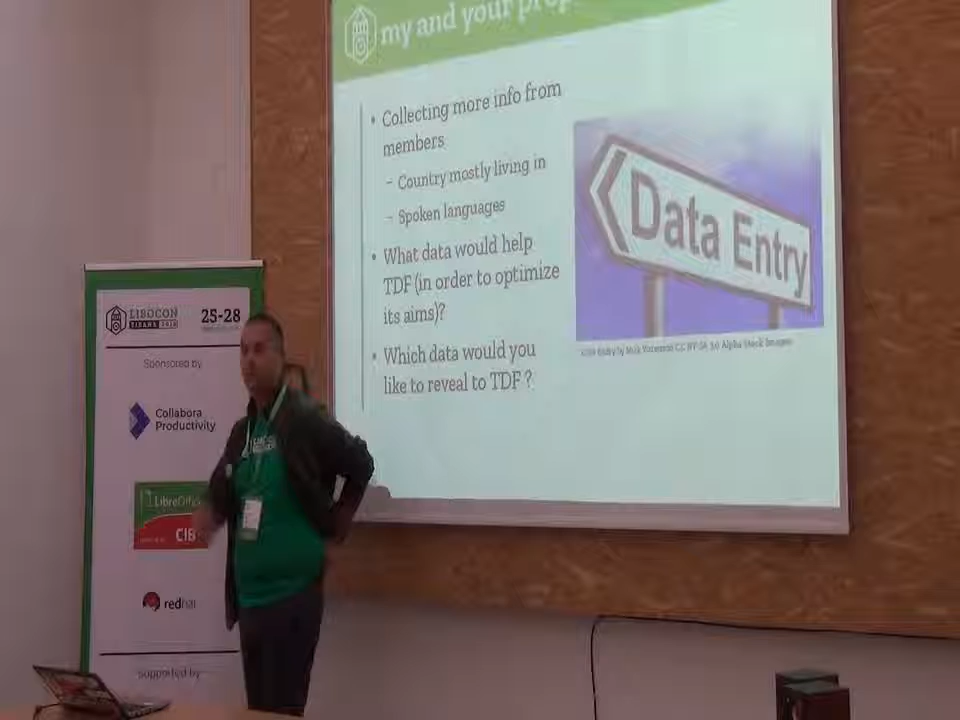 my and your prop
• Collecting more info from
members
– Country mostly living in
– Spoken languages
• What data would help
TDF (in order to optimize
its aims)?
• Which data would you
like to reveal to TDF ?
Data Entry
LIBOCON
TIRANA 2018
25-28
Sponsored by
Collabora
Productivity
LibreOffi
CIB
redhat
supported by